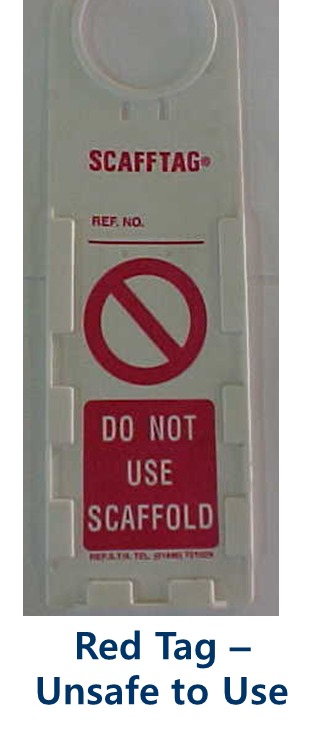 SCAFFTAG®
REF. NO.
DO NOT
USE
SCAFFOLD
Red Tag –
Unsafe to Use